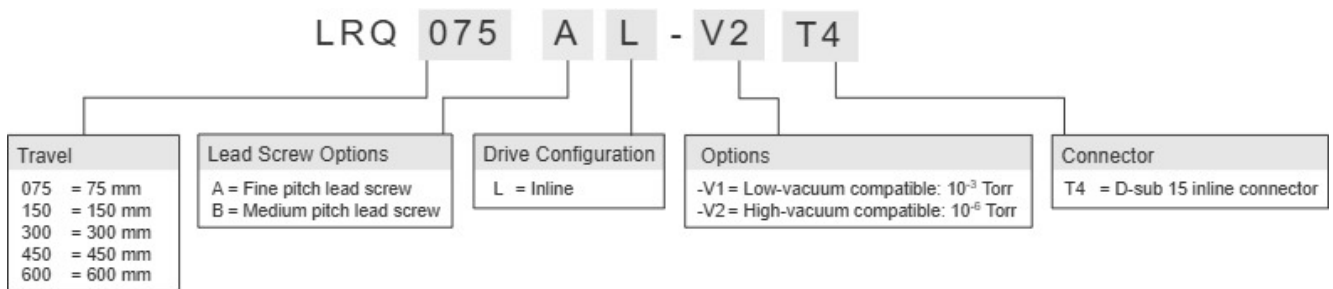 LRQ 075 A L - V2 T4
Travel
075 = 75 mm
150 = 150 mm
300 = 300 mm
450 = 450 mm
600 = 600 mm
Lead Screw Options
A = Fine pitch lead screw
B = Medium pitch lead screw
Drive Configuration
L = Inline
Options
-V1 = Low-vacuum compatible: 10⁻³ Torr
-V2 = High-vacuum compatible: 10⁻⁶ Torr
Connector
T4 = D-sub 15 inline connector